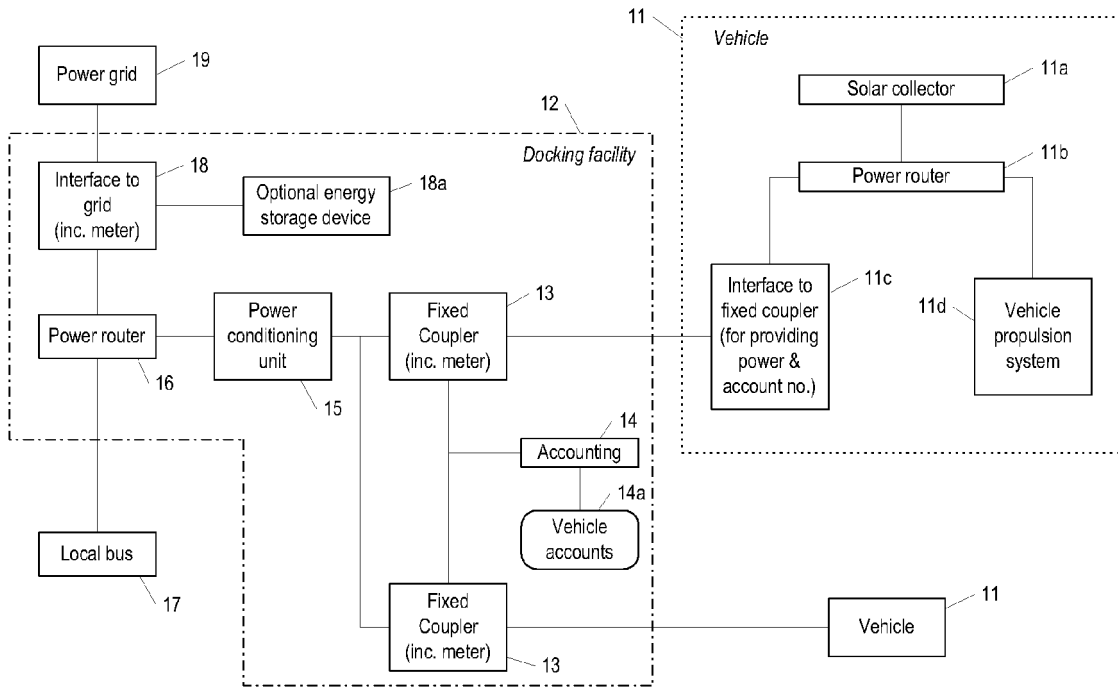 11
Vehicle
19
Power grid
11a
Solar collector
12
Docking facility
18
Interface to
grid
(inc. meter)
18a
Optional energy
storage device
11b
Power router
13
Fixed
Coupler
(inc. meter)
11c
Interface to
fixed coupler
(for providing
power &
account no.)
11d
Vehicle
propulsion
system
Power router
16
Power
conditioning
unit
15
14
Accounting
14a
Vehicle
accounts
Local bus
17
Fixed
Coupler
(inc. meter)
13
11
Vehicle